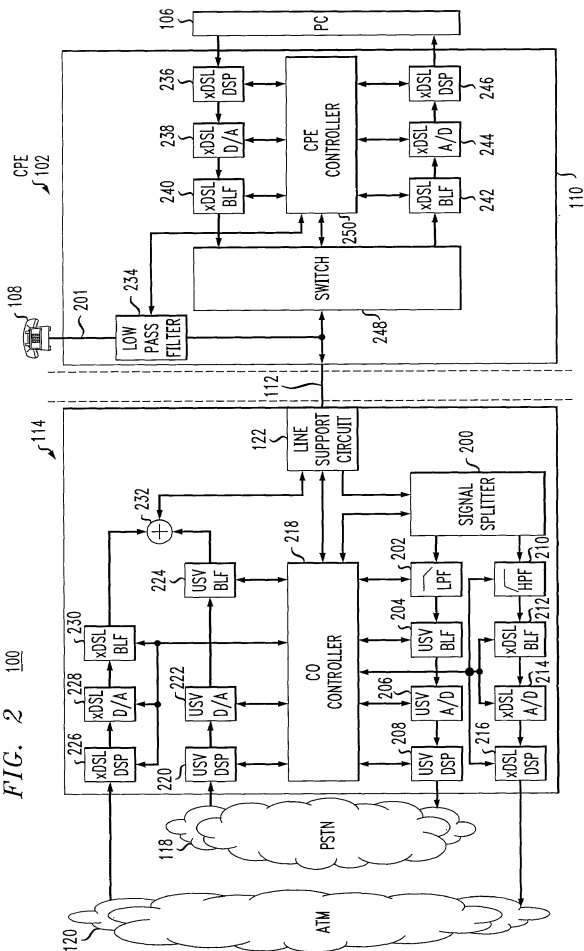 FIG. 2
100
114
120
ATM
118
PSTN
226
xDSL
DSP
228
xDSL
D/A
230
xDSL
BLF
220
USV
DSP
222
USV
D/A
224
USV
BLF
232
+
218
CO
CONTROLLER
122
LINE
SUPPORT
CIRCUIT
200
SIGNAL
SPLITTER
202
LPF
204
USV
BLF
206
USV
A/D
208
USV
DSP
210
HPF
212
xDSL
BLF
214
xDSL
A/D
216
xDSL
DSP
112
108
201
234
LOW
PASS
FILTER
CPE
102
240
xDSL
BLF
238
xDSL
D/A
236
xDSL
DSP
106
PC
SWITCH
248
CPE
CONTROLLER
250
xDSL
BLF
242
xDSL
A/D
244
xDSL
DSP
246
110